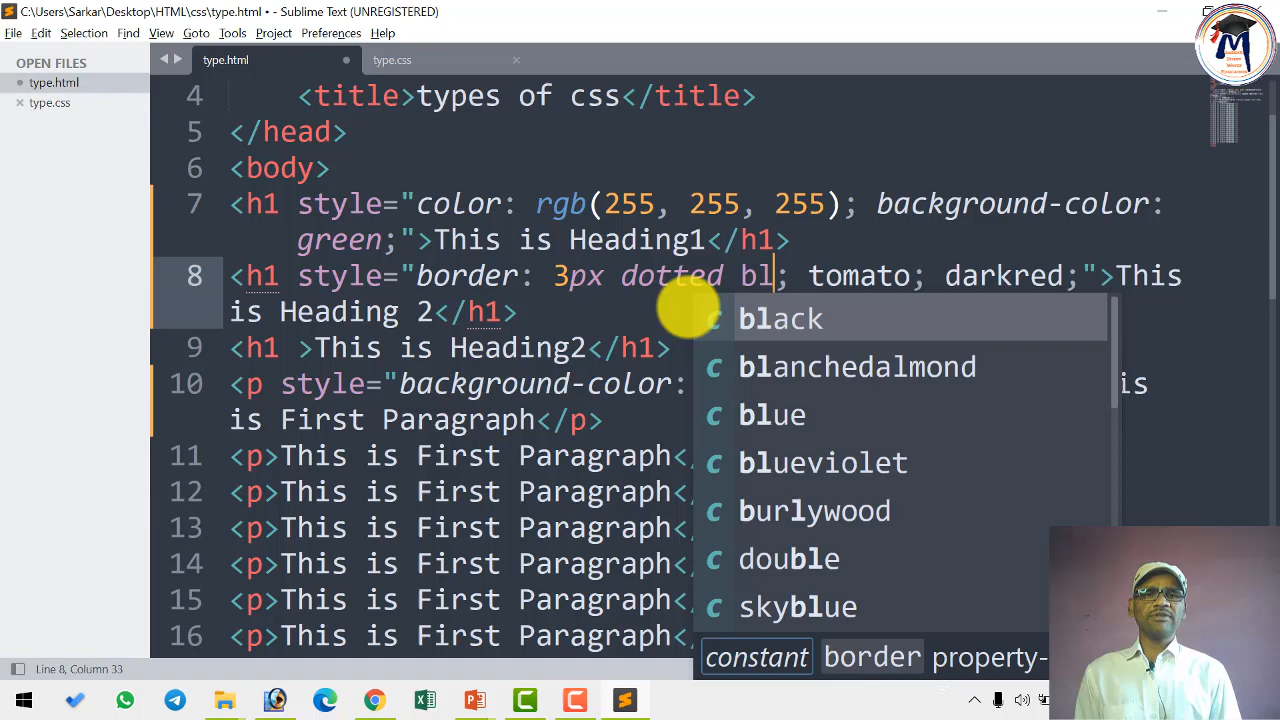 C:\Users\Sarkar\Desktop\HTML\css\type.html • - Sublime Text (UNREGISTERED)
File Edit Selection Find View Goto Tools Project Preferences Help
OPEN FILES
type.html
type.css
type.html
type.css
4 <title>types of css</title>
5 </head>
6 <body>
7 <h1 style="color: rgb(255, 255, 255); background-color:
green;">This is Heading1</h1>
8 <h1 style="border: 3px dotted bl; tomato; darkred;">This
is Heading 2</h1>
9 <h1 >This is Heading2</h1>
10 <p style="background-color: is
is First Paragraph</p>
11 <p>This is First Paragraph<
12 <p>This is First Paragraph<
13 <p>This is First Paragraph<
14 <p>This is First Paragraph<
15 <p>This is First Paragraph<
16 <p>This is First Paragraph<
c black
c blanchedalmond
c blue
c blueviolet
c burlywood
c double
c skyblue
constant border property-
Line 8, Column 33